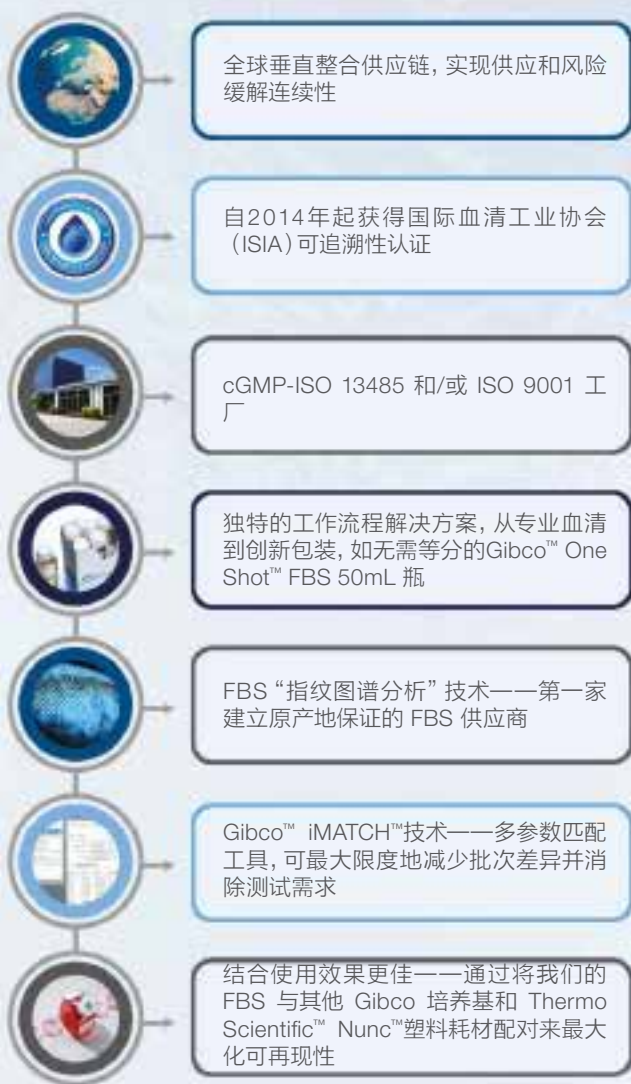 全球垂直整合供应链，实现供应和风险
缓解连续性
自2014年起获得国际血清工业协会
（ISIA）可追溯性认证
cGMP-ISO 13485 和/或 ISO 9001 工
厂
独特的工作流程解决方案，从专业血清
到创新包装，如无需等分的Gibco™ One
Shot™ FBS 50mL 瓶
FBS “指纹图谱分析” 技术——第一家
建立原产地保证的 FBS 供应商
Gibco™ iMATCH™技术——多参数匹配
工具，可最大限度地减少批次差异并消
除测试需求
结合使用效果更佳——通过将我们的
FBS 与其他 Gibco 培养基和 Thermo
Scientific™ Nunc™塑料耗材配对来最大
化可再现性